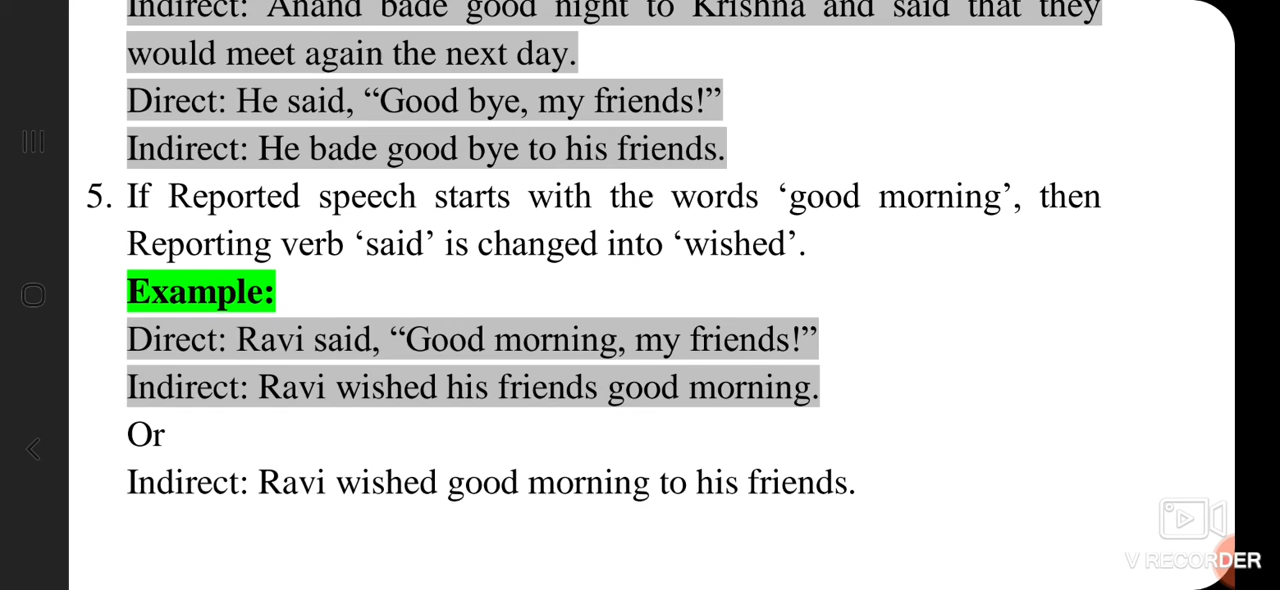 Indirect: Anand bade good night to Krishna and said that they
would meet again the next day.
Direct: He said, “Good bye, my friends!”
Indirect: He bade good bye to his friends.
5. If Reported speech starts with the words ‘good morning’, then
Reporting verb ‘said’ is changed into ‘wished’.
Example:
Direct: Ravi said, “Good morning, my friends!”
Indirect: Ravi wished his friends good morning.
Or
Indirect: Ravi wished good morning to his friends.
V RECORDER